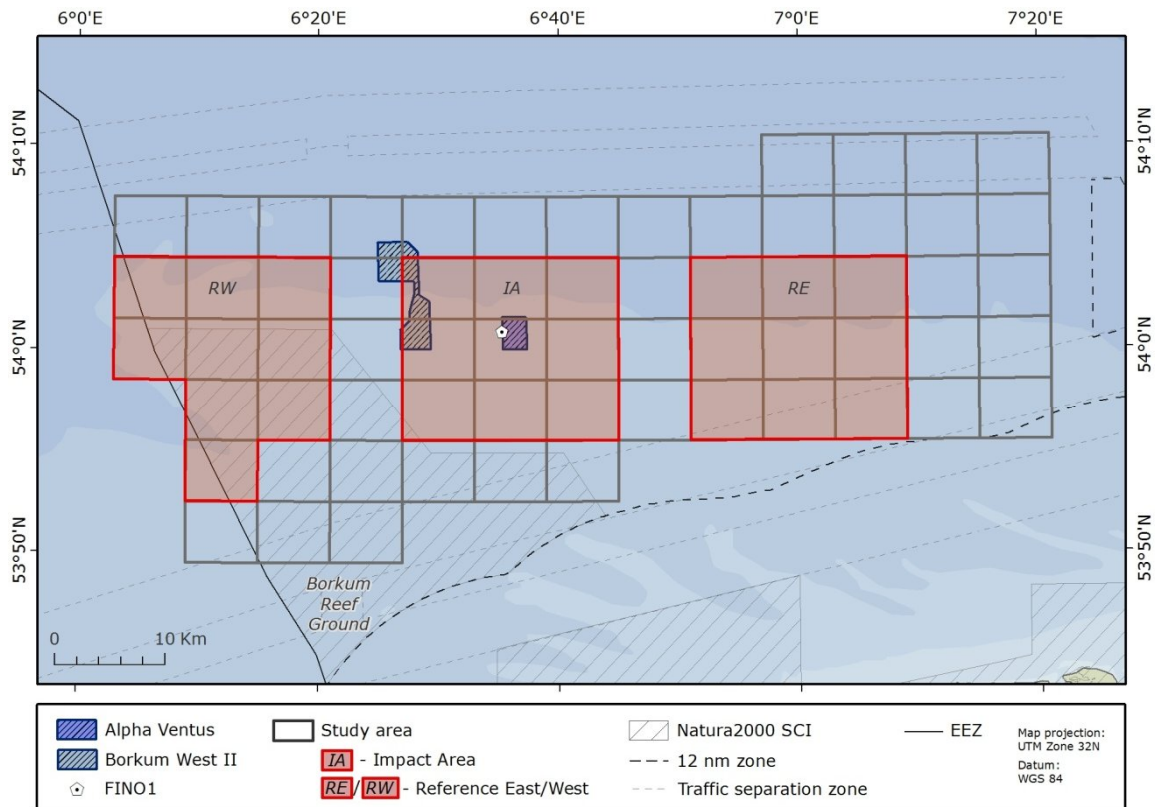 6°0'E 6°20'E 6°40'E 7°0'E 7°20'E
54°10'N 54°10'N
RW IA RE
54°0'N 54°0'N
53°50'N 53°50'N
Borkum
Reef
Ground
0 10 Km
Alpha Ventus
Borkum West II
FINO1
Study area
IA - Impact Area
RE / RW - Reference East/West
Natura2000 SCI
12 nm zone
Traffic separation zone
EEZ
Map projection:
UTM Zone 32N
Datum:
WGS 84